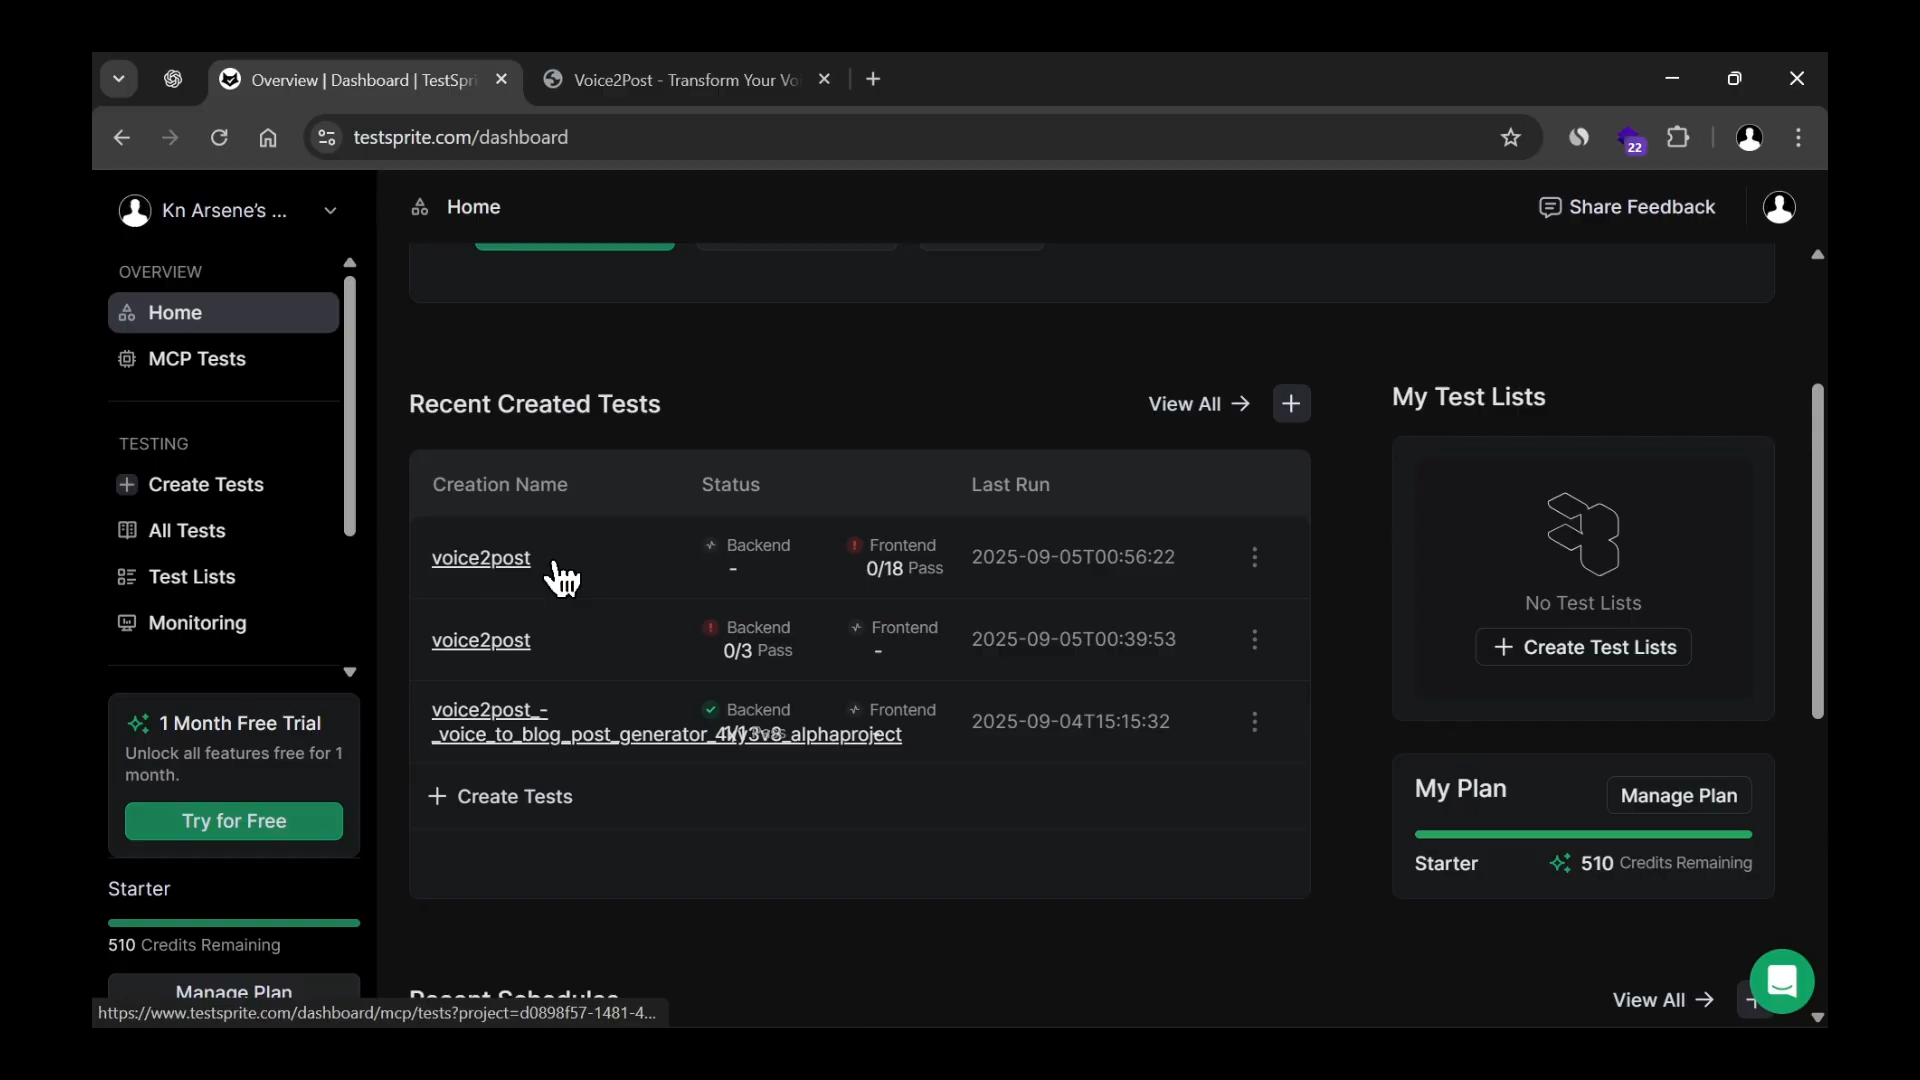 Overview | Dashboard | TestSpri
Voice2Post - Transform Your Vo
testsprite.com/dashboard
22
Kn Arsene's ...
Home
Share Feedback
OVERVIEW
Home
MCP Tests
TESTING
Create Tests
All Tests
Test Lists
Monitoring
1 Month Free Trial
Unlock all features free for 1
month.
Try for Free
Starter
510 Credits Remaining
Manage Plan
Recent Created Tests
View All
Creation Name Status Last Run
voice2post Backend - Frontend 0/18 Pass 2025-09-05T00:56:22
voice2post Backend 0/3 Pass Frontend - 2025-09-05T00:39:53
voice2post_- Backend Frontend 2025-09-04T15:15:32
_voice_to_blog_post_generator_4xy3v8_alphaproject
Create Tests
My Test Lists
No Test Lists
Create Test Lists
My Plan
Manage Plan
Starter 510 Credits Remaining
Recent Schedules
View All
https://www.testsprite.com/dashboard/mcp/tests?project=d0898f57-1481-4...